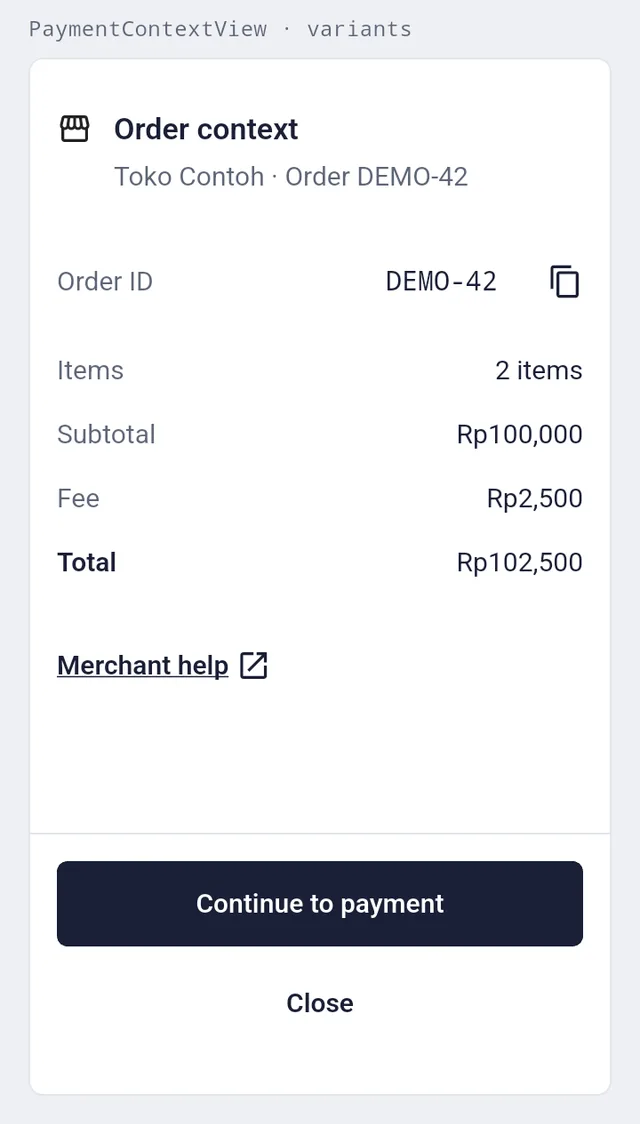 PaymentContextView · variants
Order context
Toko Contoh · Order DEMO-42
Order ID DEMO-42
Items 2 items
Subtotal Rp100,000
Fee Rp2,500
Total Rp102,500
Merchant help
Continue to payment
Close